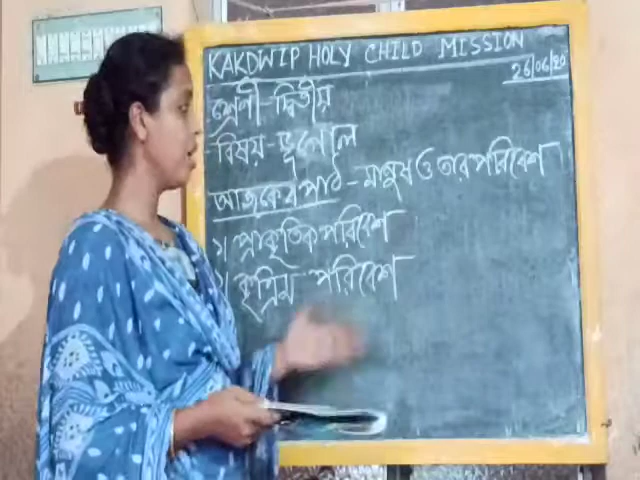 KAKDWIP HOLY CHILD MISSION
26/06/20
শ্রেণী-দ্বিতীয়
বিষয়-ভূগোল
আজকের পাঠ-মানুষ ও তার পরিবেশ
১) প্রাকৃতিক পরিবেশ
২) কৃত্রিম পরিবেশ